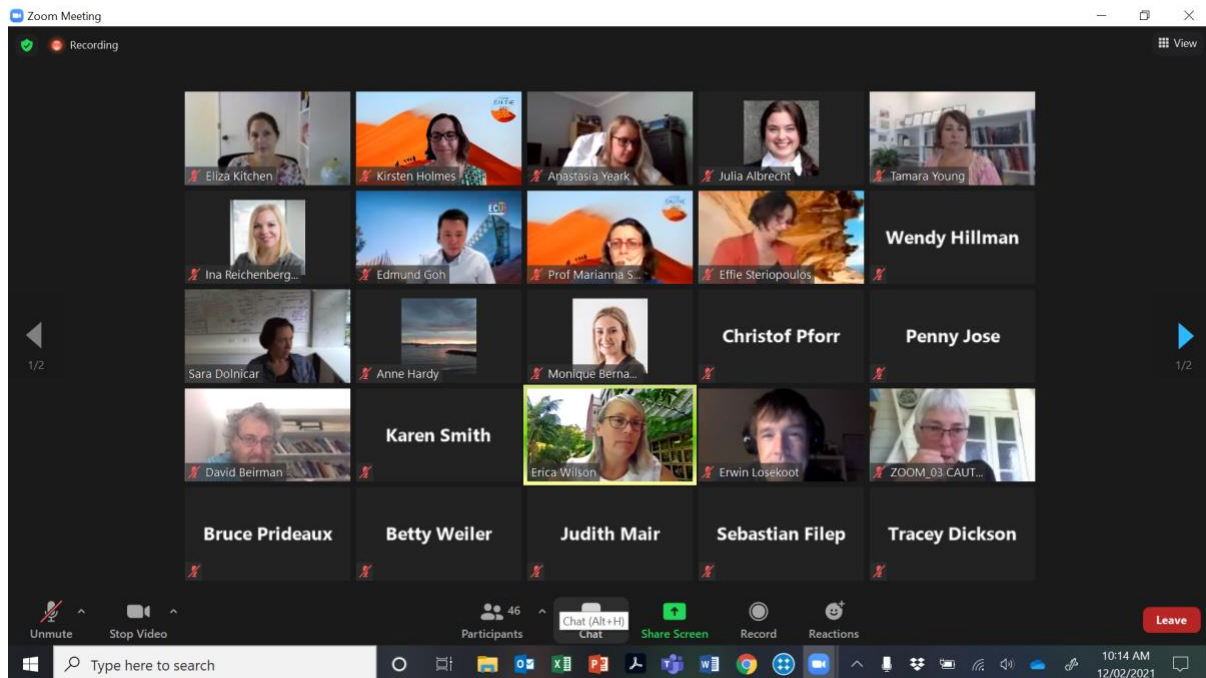 Zoom Meeting
Recording
View
Eliza Kitchen
Kirsten Holmes
Anastasia Yeark
Julia Albrecht
Tamara Young
Ina Reichenberg...
Edmund Goh
ECU
Prof Marianna S...
Effie Steriopoulos
Wendy Hillman
Sara Dolnicar
Anne Hardy
Monique Berna...
Christof Pforr
Penny Jose
1/2
1/2
David Beirman
Karen Smith
Erica Wilson
Erwin Losekoot
ZOOM_03 CAUT...
Bruce Prideaux
Betty Weiler
Judith Mair
Sebastian Filep
Tracey Dickson
46
Chat (Alt+H)
Unmute
Stop Video
Participants
Chat
Share Screen
Record
Reactions
Leave
Type here to search
10:14 AM
12/02/2021